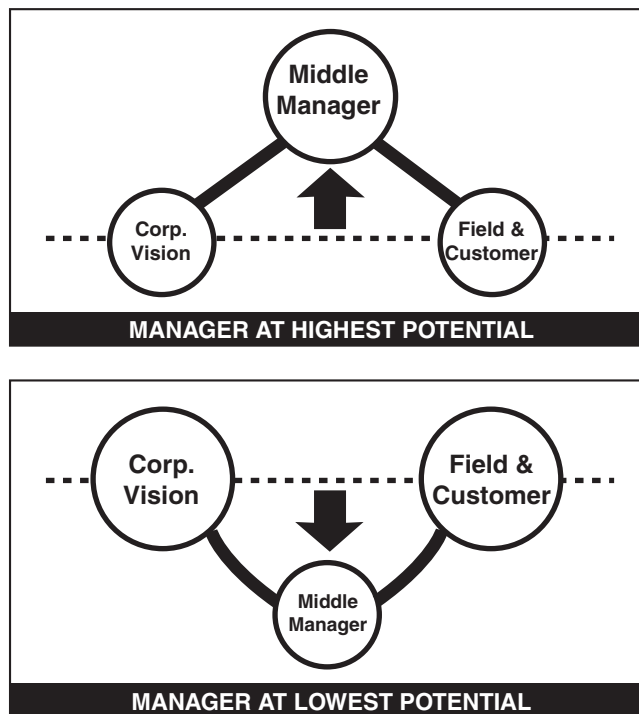 Middle
Manager
Corp.
Vision
Field &
Customer
MANAGER AT HIGHEST POTENTIAL
Corp.
Vision
Field &
Customer
Middle
Manager
MANAGER AT LOWEST POTENTIAL